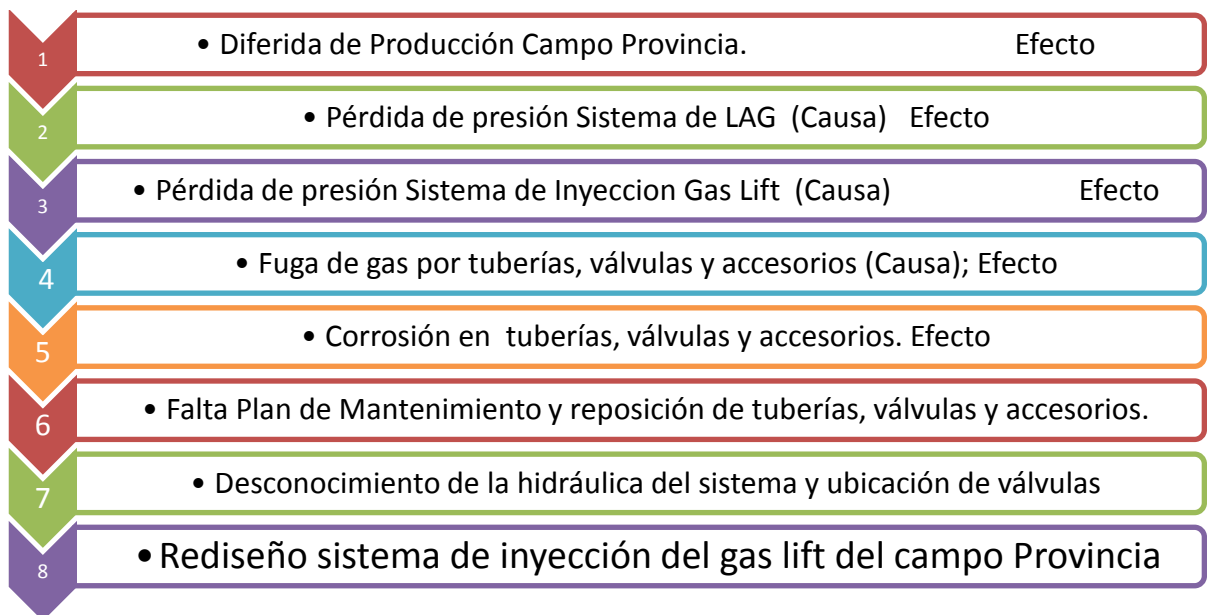 1 • Diferida de Producción Campo Provincia. Efecto
2 • Pérdida de presión Sistema de LAG (Causa) Efecto
3 • Pérdida de presión Sistema de Inyeccion Gas Lift (Causa) Efecto
4 • Fuga de gas por tuberías, válvulas y accesorios (Causa); Efecto
5 • Corrosión en tuberías, válvulas y accesorios. Efecto
6 • Falta Plan de Mantenimiento y reposición de tuberías, válvulas y accesorios.
7 • Desconocimiento de la hidráulica del sistema y ubicación de válvulas
8 • Rediseño sistema de inyección del gas lift del campo Provincia